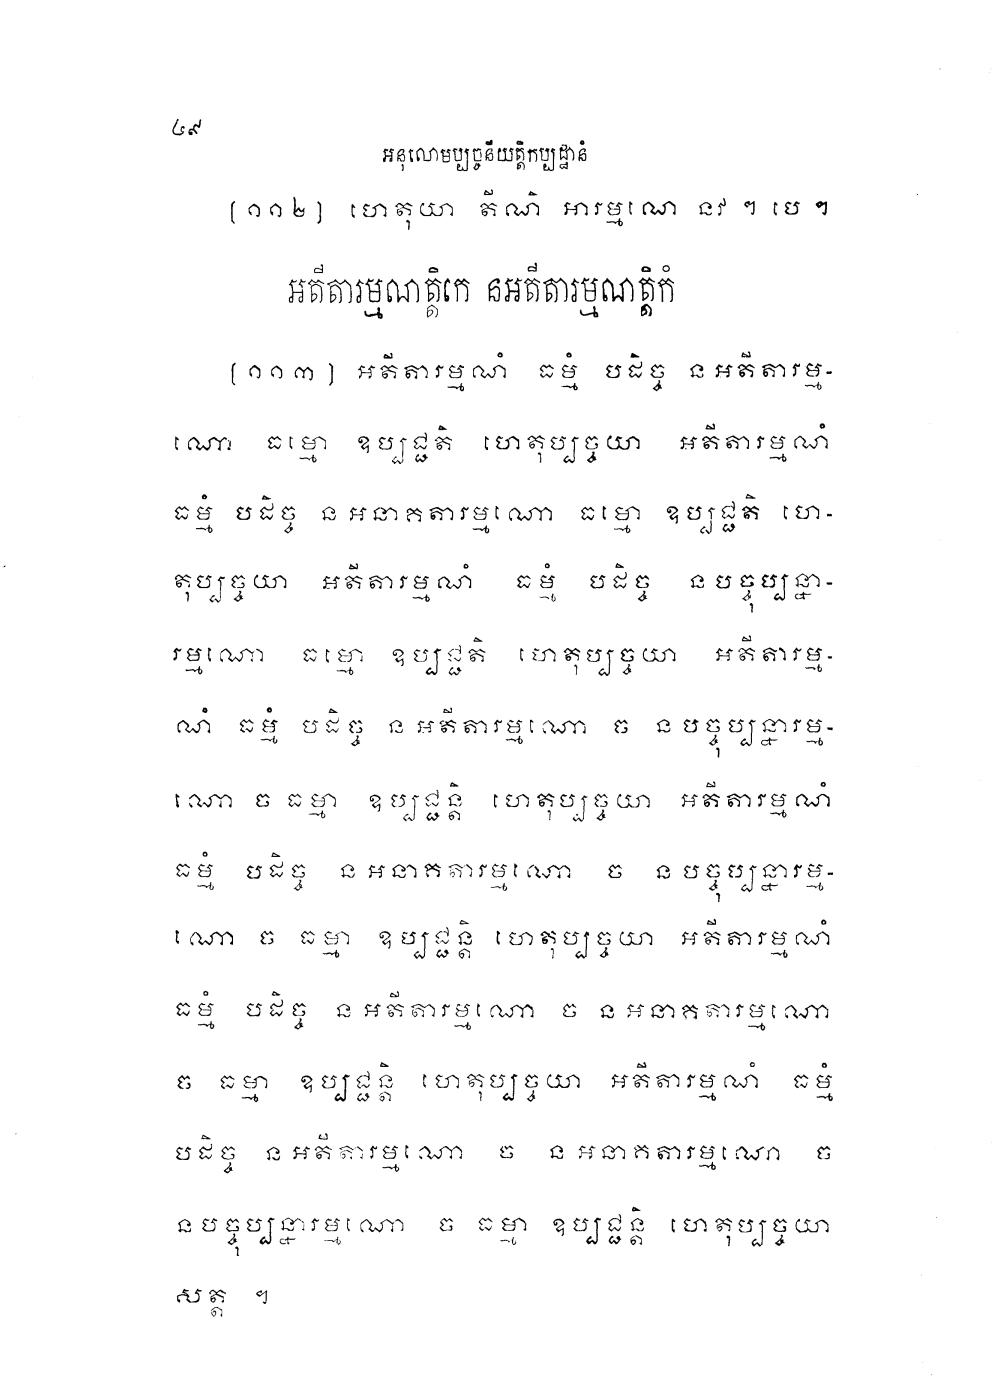 ៤៩
អនុលោមប្បច្ចនីយត្តិកប្បដ្ឋានំ
[១១២] ហេតុយា តីណិ អារម្មណេ នវ ។ បេ ។
អតីតារម្មណត្តិកេ នអតីតារម្មណត្តិកំ
[១១៣] អតីតារម្មណំ ធម្មំ បដិច្ច នអតីតារម្ម-
ណោ ធម្មោ ឧប្បជ្ជតិ ហេតុប្បច្ចយា អតីតារម្មណំ
ធម្មំ បដិច្ច នអនាគតារម្មណោ ធម្មោ ឧប្បជ្ជតិ ហេ-
តុប្បច្ចយា អតីតារម្មណំ ធម្មំ បដិច្ច នបច្ចុប្បន្នា-
រម្មណោ ធម្មោ ឧប្បជ្ជតិ ហេតុប្បច្ចយា អតីតារម្ម-
ណំ ធម្មំ បដិច្ច នអតីតារម្មណោ ច នបច្ចុប្បន្នារម្ម-
ណោ ច ធម្មា ឧប្បជ្ជន្តិ ហេតុប្បច្ចយា អតីតារម្មណំ
ធម្មំ បដិច្ច នអនាគតារម្មណោ ច នបច្ចុប្បន្នារម្ម-
ណោ ច ធម្មា ឧប្បជ្ជន្តិ ហេតុប្បច្ចយា អតីតារម្មណំ
ធម្មំ បដិច្ច នអតីតារម្មណោ ច នអនាគតារម្មណោ
ច ធម្មា ឧប្បជ្ជន្តិ ហេតុប្បច្ចយា អតីតារម្មណំ ធម្មំ
បដិច្ច នអតីតារម្មណោ ច នអនាគតារម្មណោ ច
នបច្ចុប្បន្នារម្មណោ ច ធម្មា ឧប្បជ្ជន្តិ ហេតុប្បច្ចយា
សត្ត ។